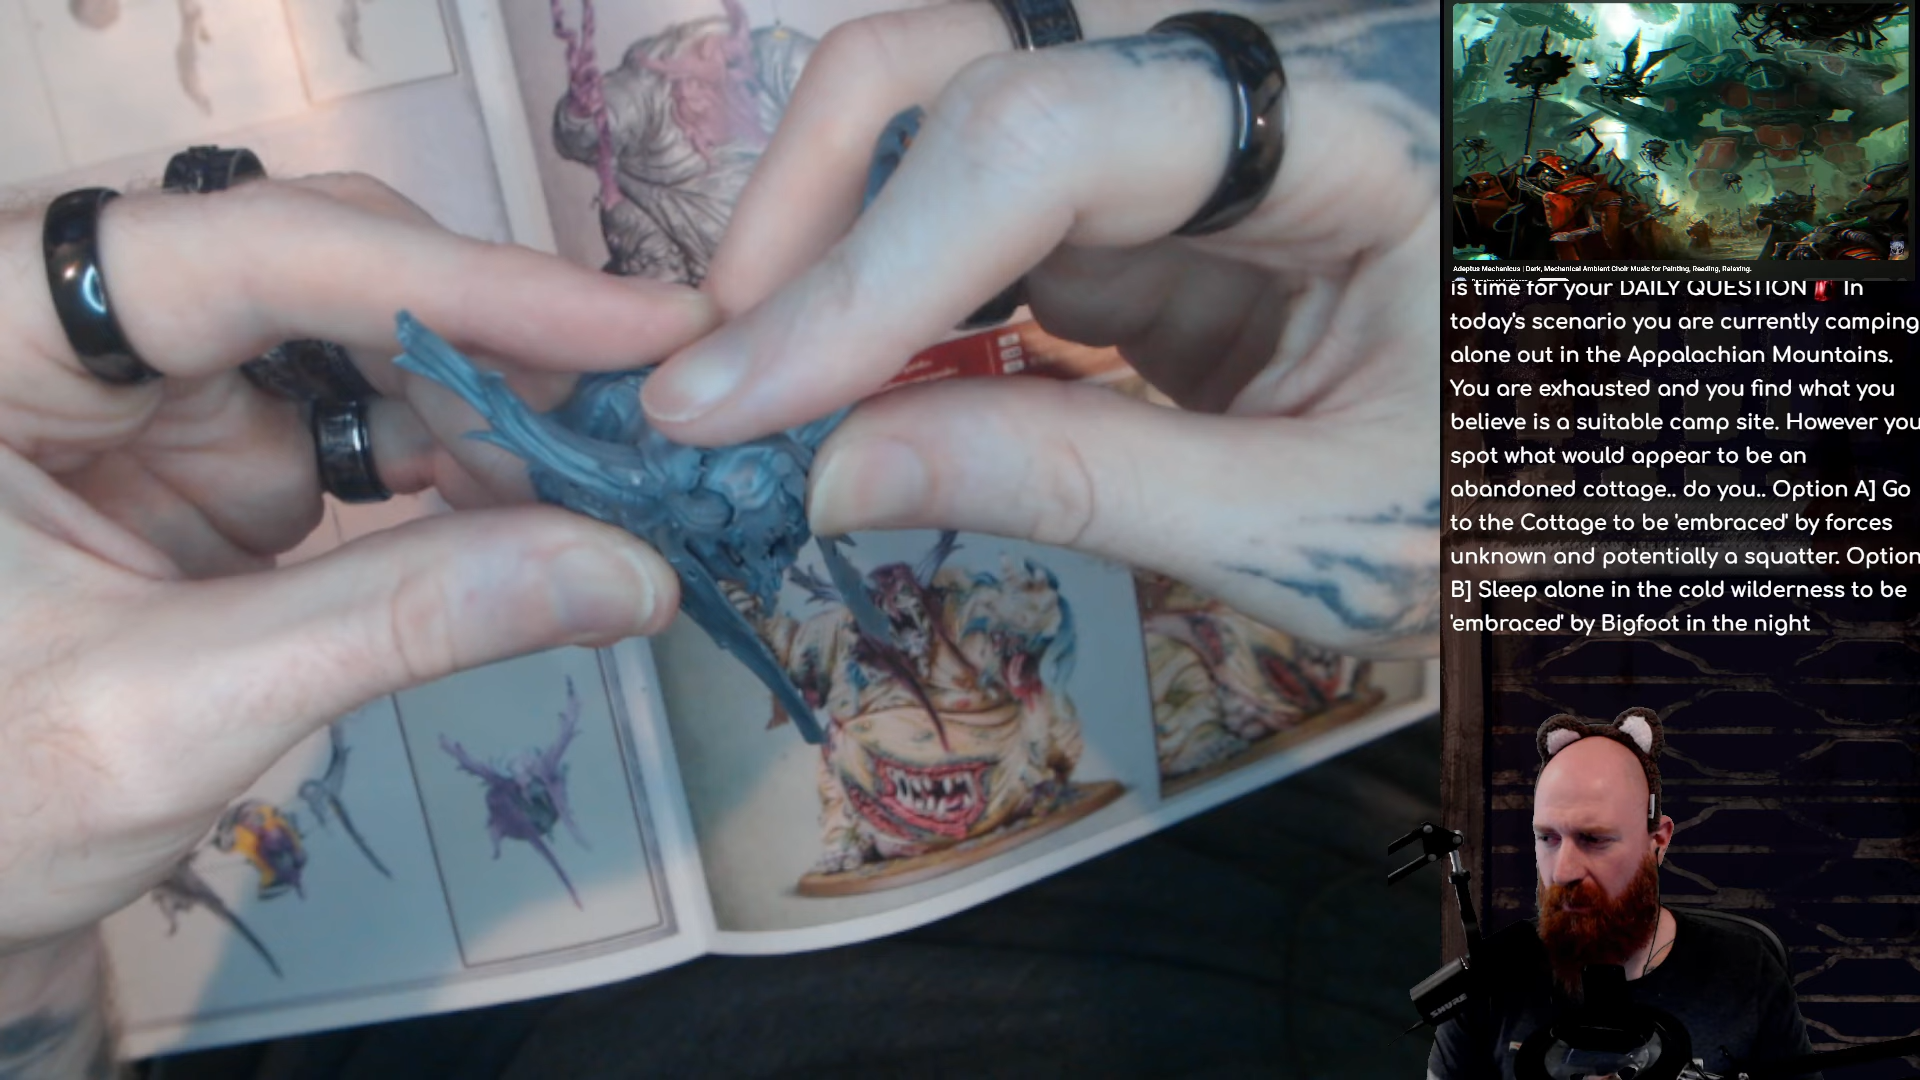 Adeptus Mechanicus | Dark, Mechanical Ambient Choir Music for Painting, Reading, Relaxing.
is time for your DAILY QUESTION In
today's scenario you are currently camping
alone out in the Appalachian Mountains.
You are exhausted and you find what you
believe is a suitable camp site. However you
spot what would appear to be an
abandoned cottage.. do you.. Option A] Go
to the Cottage to be 'embraced' by forces
unknown and potentially a squatter. Option
B] Sleep alone in the cold wilderness to be
'embraced' by Bigfoot in the night
SHURE